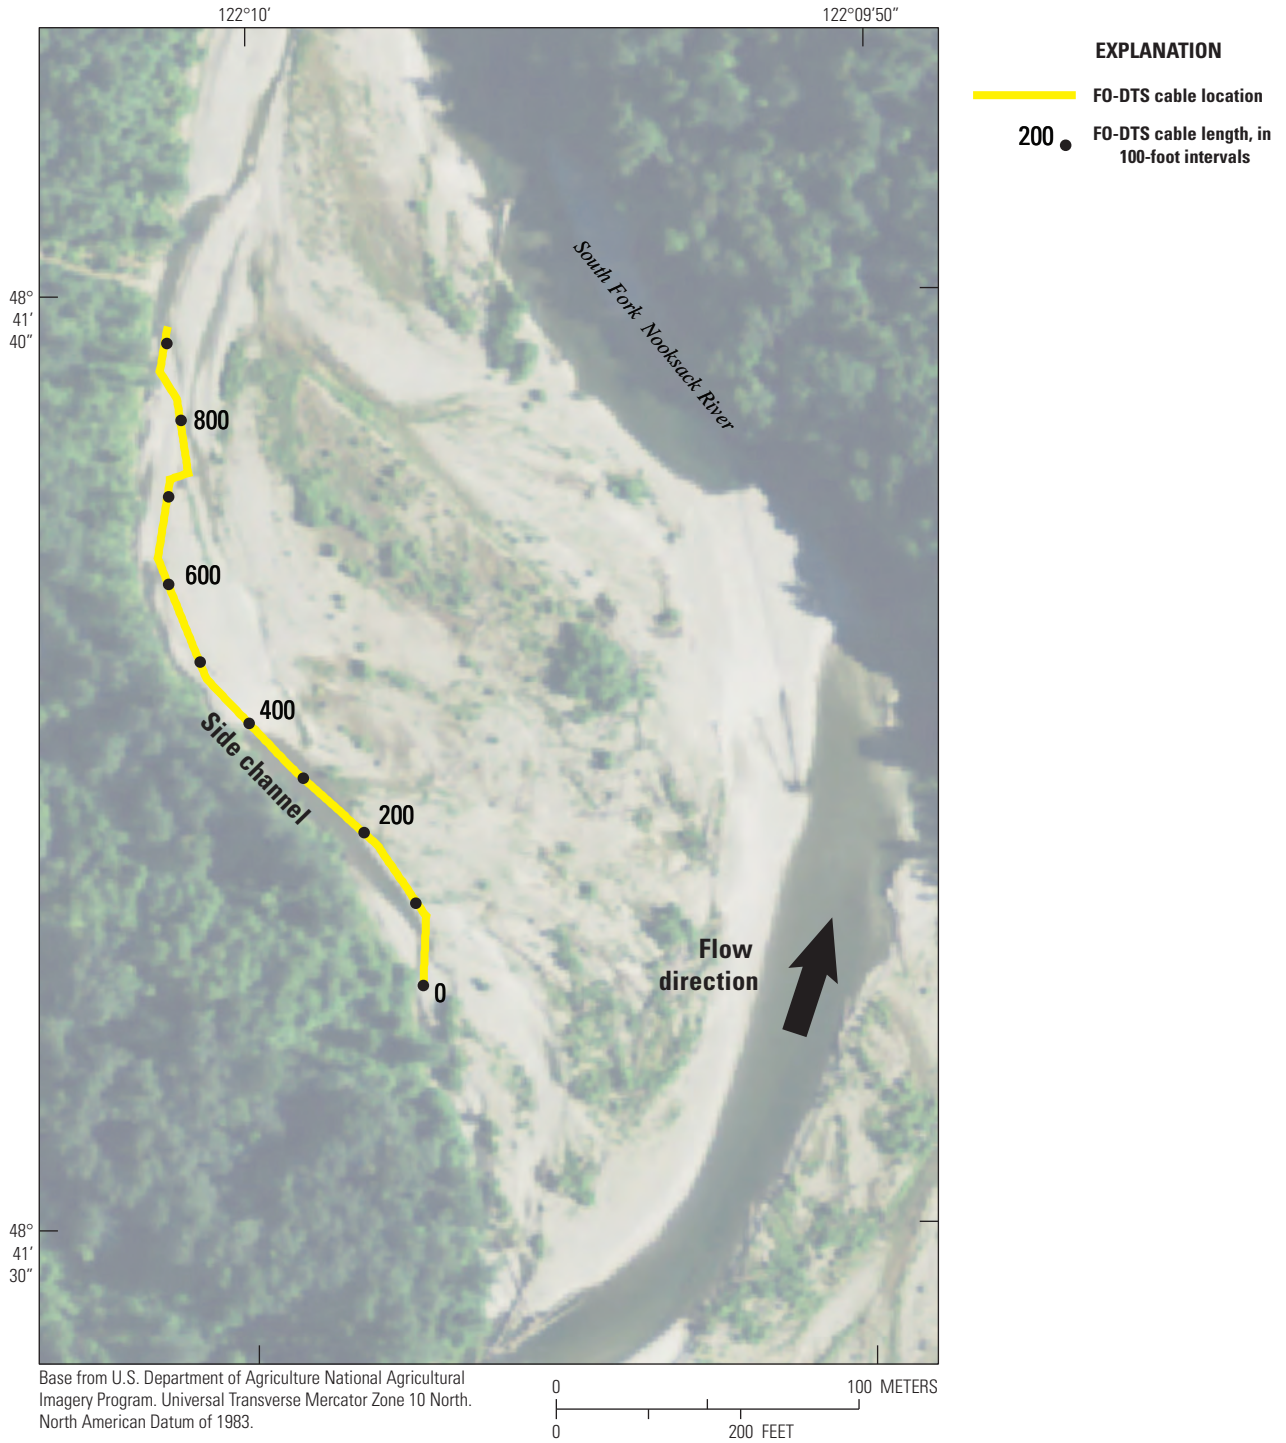 122°10′
122°09′50″
EXPLANATION
FO-DTS cable location
200
FO-DTS cable length, in
100-foot intervals
South Fork Nooksack River
48°
41′
40″
800
600
400
Side channel
200
Flow
direction
0
48°
41′
30″
Base from U.S. Department of Agriculture National Agricultural
Imagery Program. Universal Transverse Mercator Zone 10 North.
North American Datum of 1983.
0
100 METERS
0
200 FEET